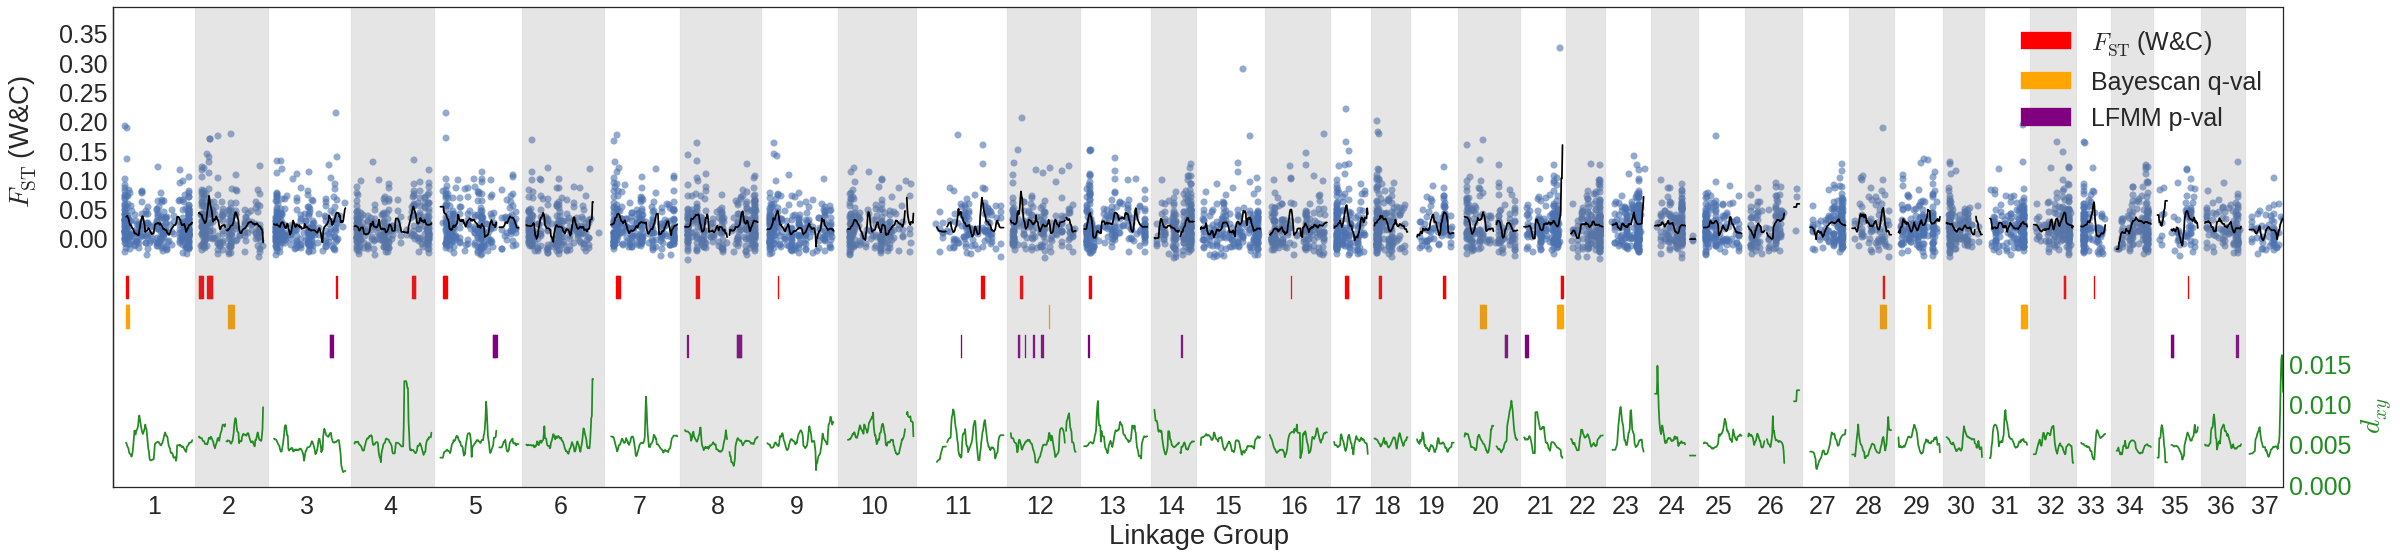 0.35
0.30
0.25
0.20
0.15
0.10
0.05
0.00
F_ST (W&C)
F_ST (W&C)
Bayescan q-val
LFMM p-val
0.015
0.010
0.005
0.000
d_xy
1 2 3 4 5 6 7 8 9 10 11 12 13 14 15 16 17 18 19 20 21 22 23 24 25 26 27 28 29 30 31 32 33 34 35 36 37
Linkage Group